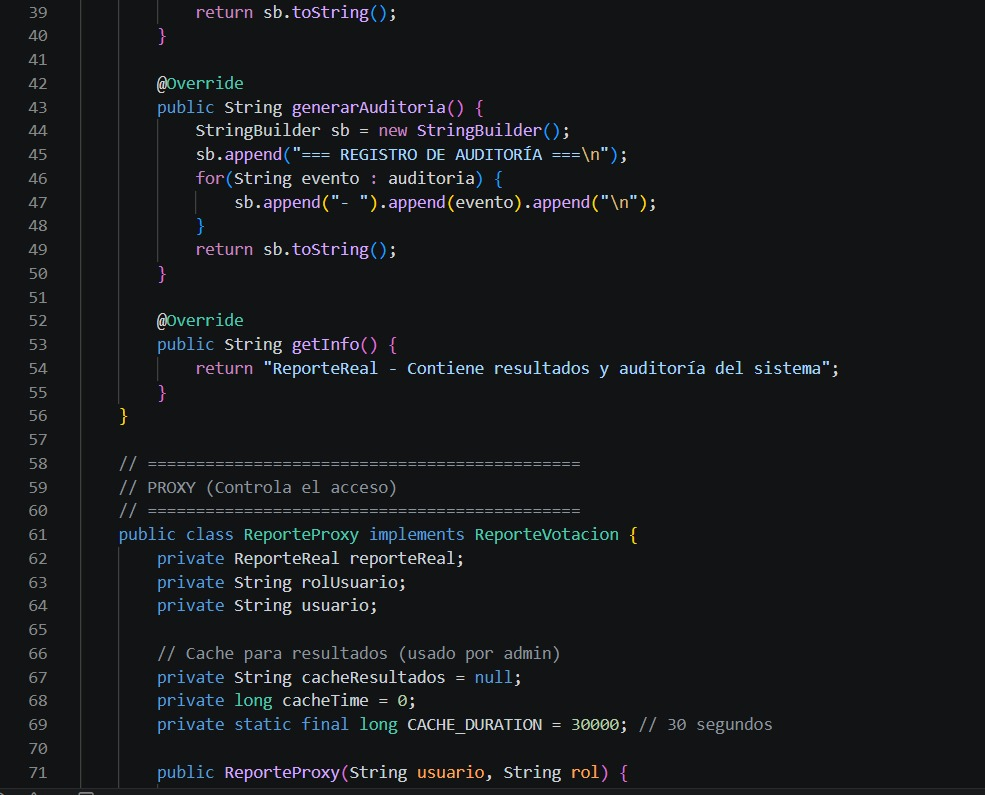 39 return sb.toString();
40 }
41
42 @Override
43 public String generarAuditoria() {
44 StringBuilder sb = new StringBuilder();
45 sb.append("=== REGISTRO DE AUDITORÍA ===\n");
46 for(String evento : auditoria) {
47 sb.append("- ").append(evento).append("\n");
48 }
49 return sb.toString();
50 }
51
52 @Override
53 public String getInfo() {
54 return "ReporteReal - Contiene resultados y auditoría del sistema";
55 }
56 }
57
58 // =============================================
59 // PROXY (Controla el acceso)
60 // =============================================
61 public class ReporteProxy implements ReporteVotacion {
62 private ReporteReal reporteReal;
63 private String rolUsuario;
64 private String usuario;
65
66 // Cache para resultados (usado por admin)
67 private String cacheResultados = null;
68 private long cacheTime = 0;
69 private static final long CACHE_DURATION = 30000; // 30 segundos
70
71 public ReporteProxy(String usuario, String rol) {